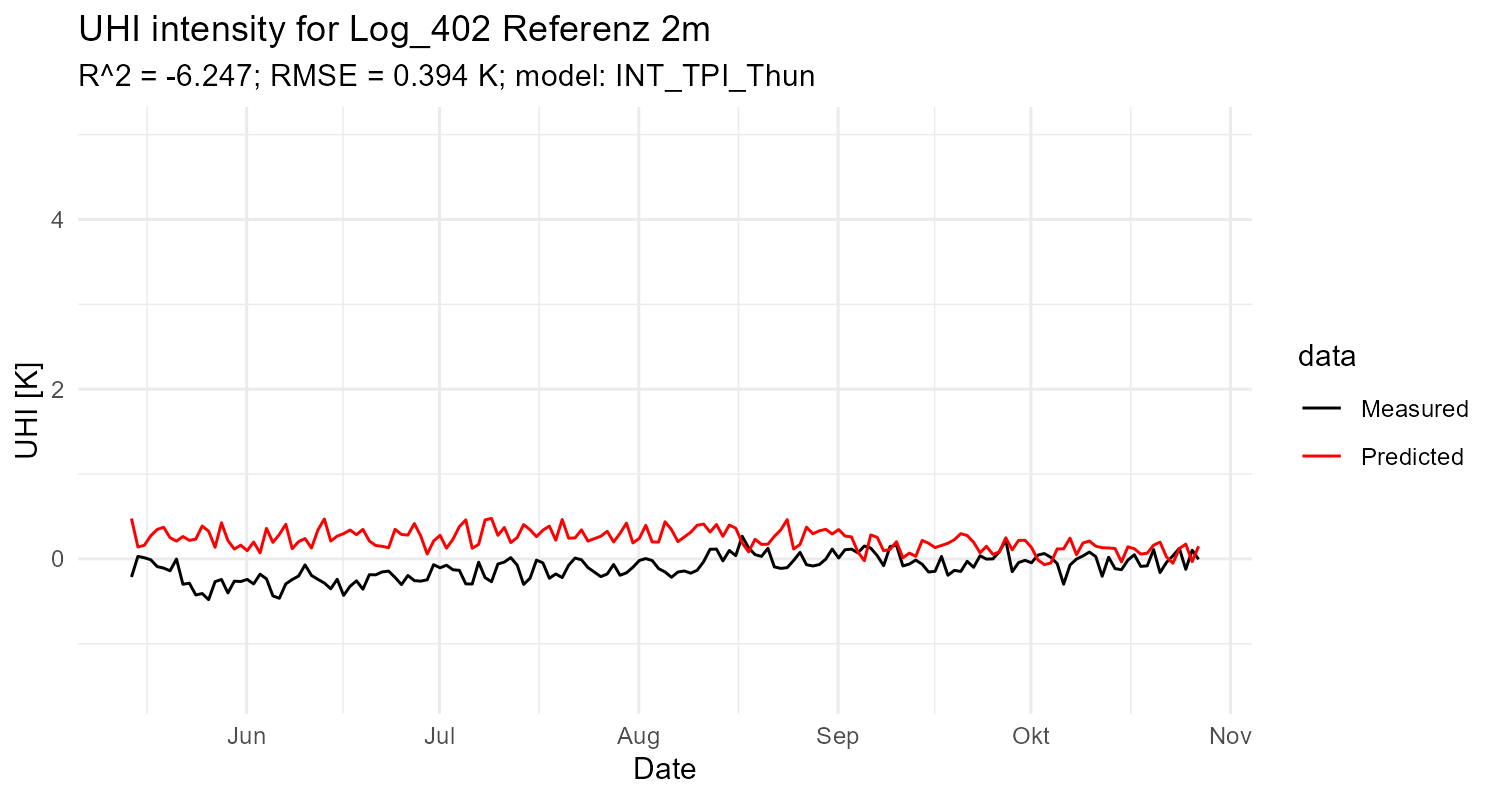 UHI intensity for Log_402 Referenz 2m
R^2 = -6.247; RMSE = 0.394 K; model: INT_TPI_Thun
4
2
0
UHI [K]
Jun Jul Aug Sep Okt Nov
Date
data
Measured
Predicted